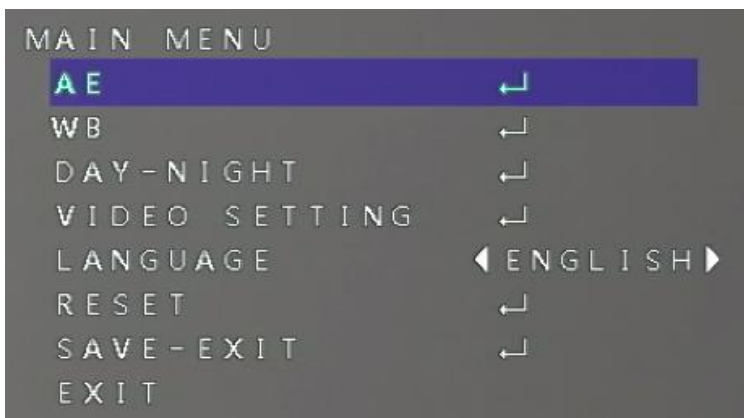 MAIN MENU
AE ↵
WB ↵
DAY-NIGHT ↵
VIDEO SETTING ↵
LANGUAGE ◀ENGLISH▶
RESET ↵
SAVE-EXIT ↵
EXIT